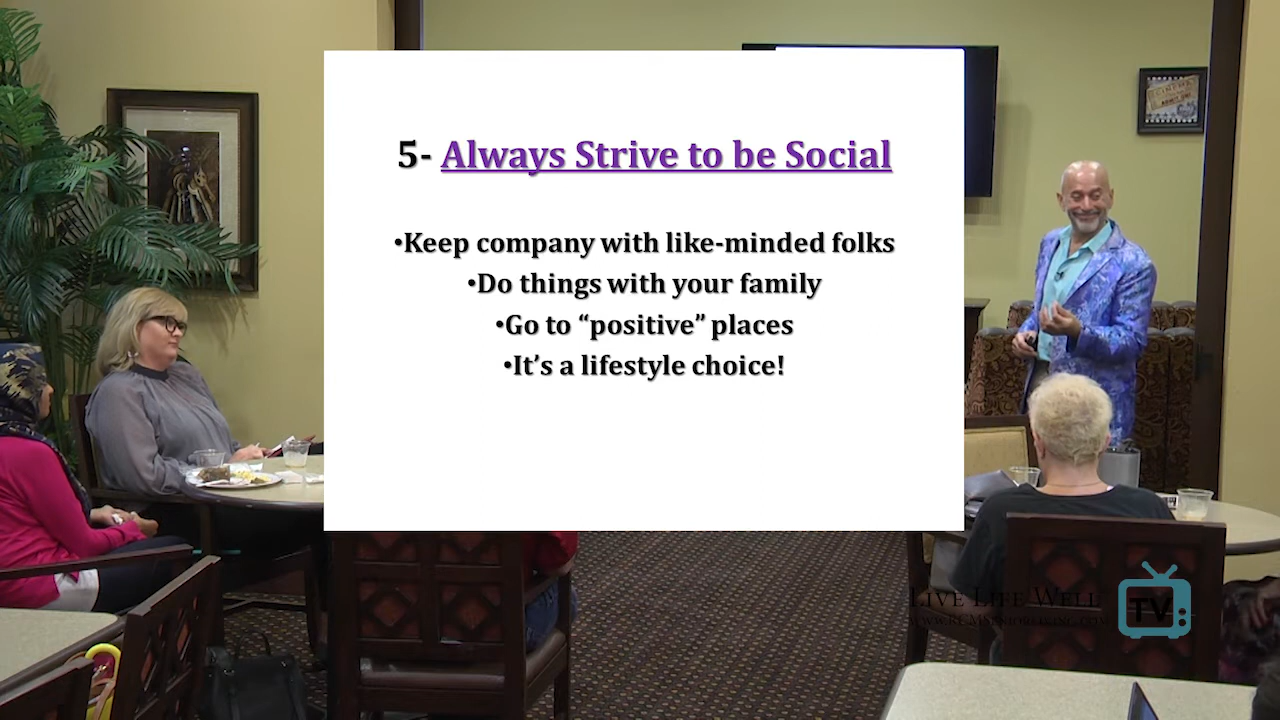 5- Always Strive to be Social
•Keep company with like-minded folks
•Do things with your family
•Go to “positive” places
•It’s a lifestyle choice!
LIVE LIFE WELL
TV